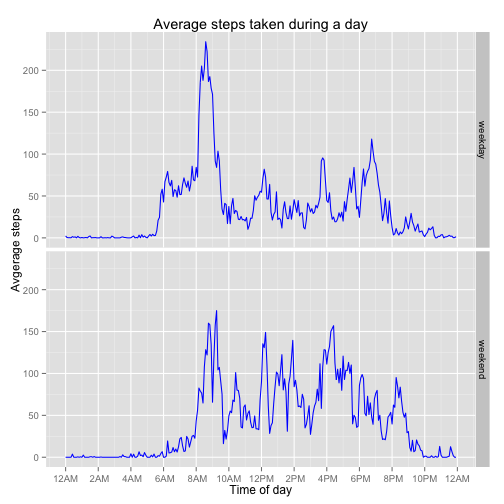 Average steps taken during a day
200
150
100
50
0
weekday
200
150
100
50
0
weekend
Avgerage steps
12AM 2AM 4AM 6AM 8AM 10AM 12PM 2PM 4PM 6PM 8PM 10PM 12AM
Time of day